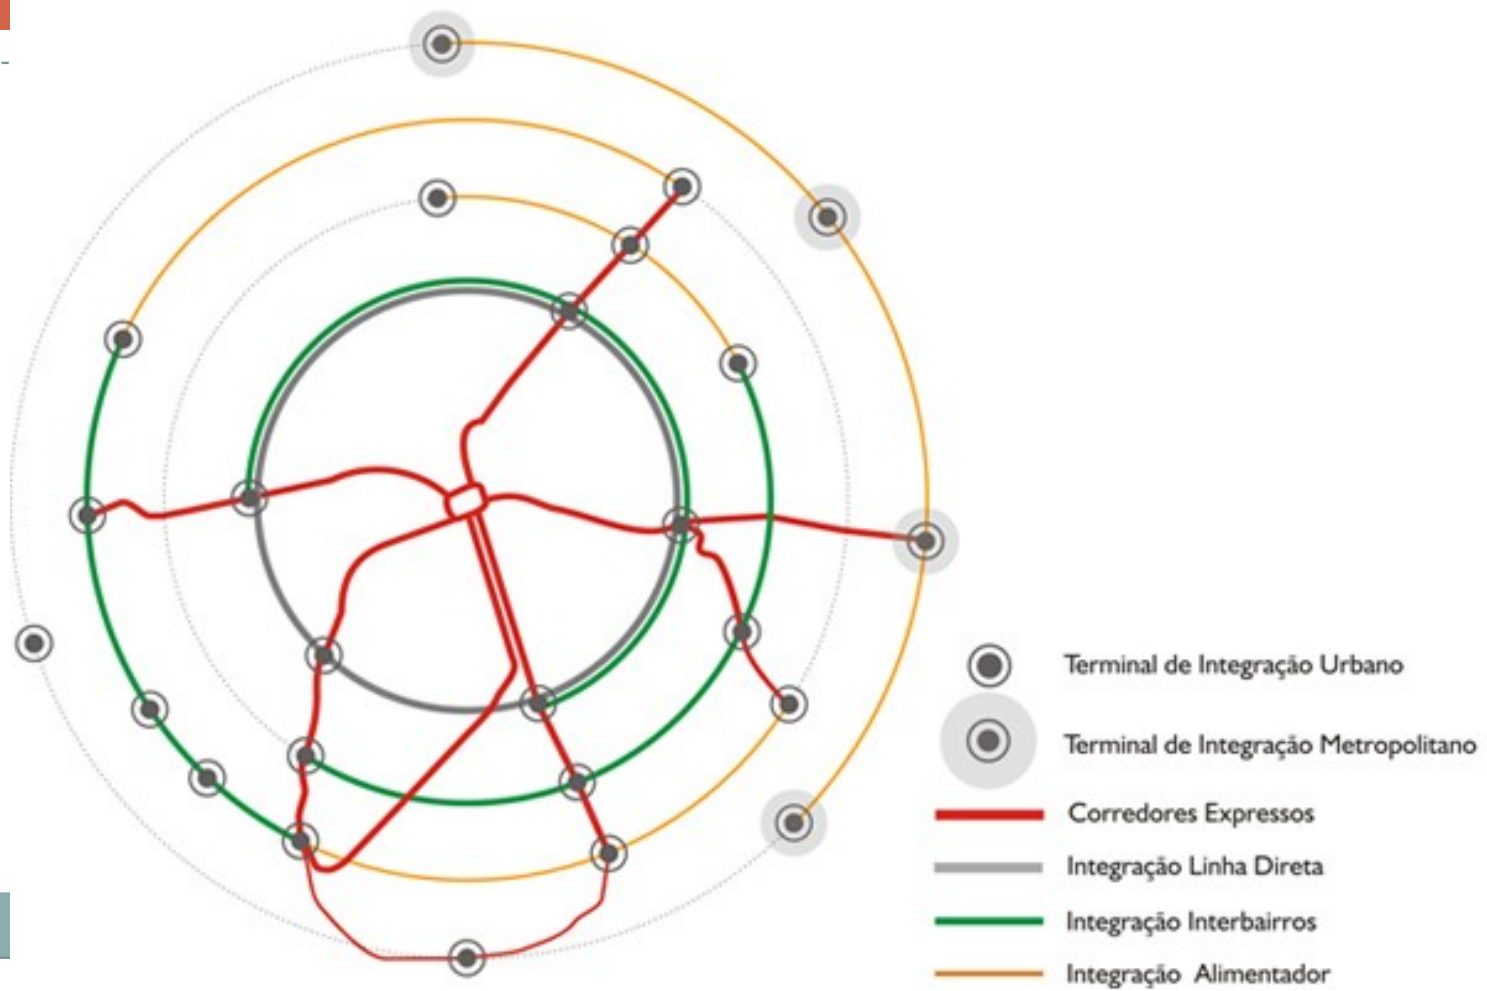 Terminal de Integração Urbano
Terminal de Integração Metropolitano
Corredores Expressos
Integração Linha Direta
Integração Interbairros
Integração Alimentador